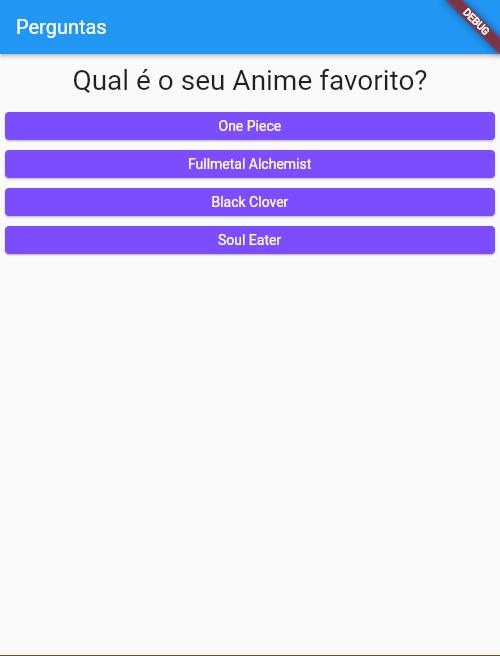 Perguntas
DEBUG
Qual é o seu Anime favorito?
One Piece
Fullmetal Alchemist
Black Clover
Soul Eater